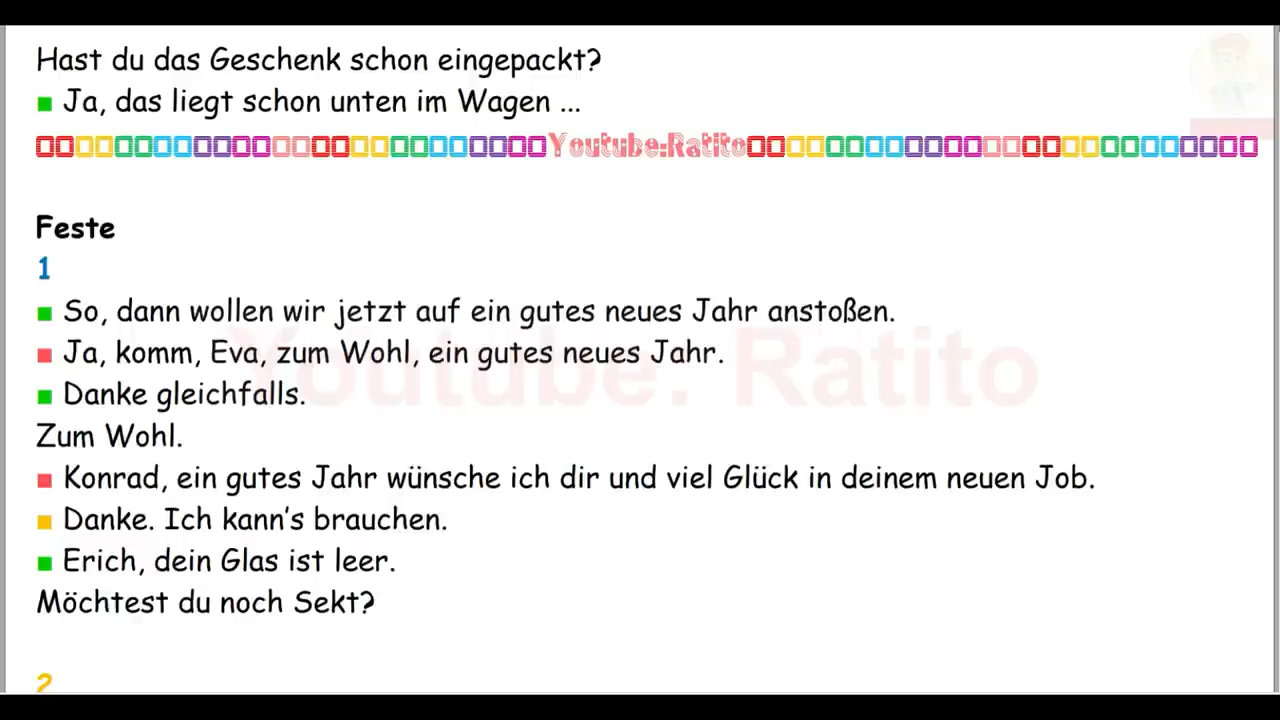 Hast du das Geschenk schon eingepackt?
Ja, das liegt schon unten im Wagen ...
Youtube:Ratito
Feste
1
So, dann wollen wir jetzt auf ein gutes neues Jahr anstoßen.
Ja, komm, Eva, zum Wohl, ein gutes neues Jahr.
Youtube: Ratito
Danke gleichfalls.
Zum Wohl.
Konrad, ein gutes Jahr wünsche ich dir und viel Glück in deinem neuen Job.
Danke. Ich kann’s brauchen.
Erich, dein Glas ist leer.
Möchtest du noch Sekt?
2